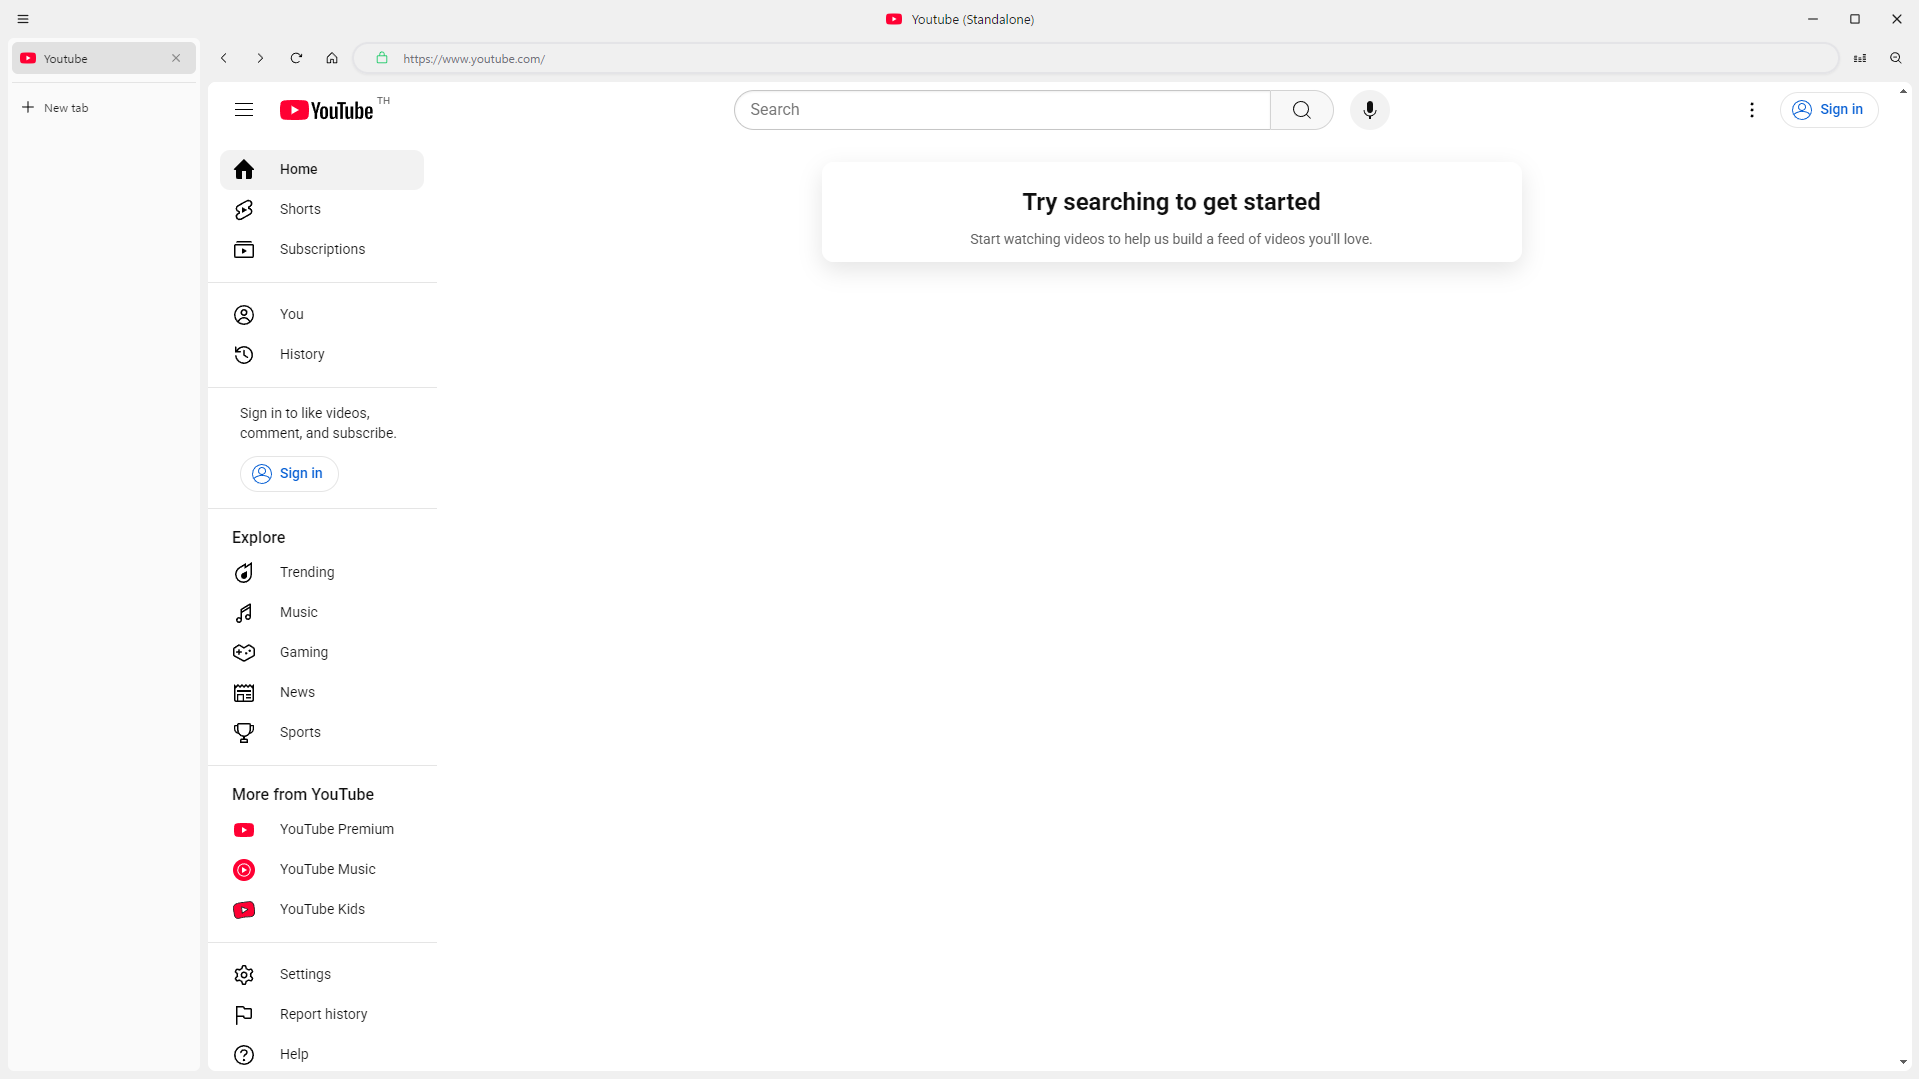 Youtube (Standalone)
Youtube
https://www.youtube.com/
New tab
YouTube TH
Search
Sign in
Home
Shorts
Subscriptions
You
History
Sign in to like videos,
comment, and subscribe.
Sign in
Explore
Trending
Music
Gaming
News
Sports
More from YouTube
YouTube Premium
YouTube Music
YouTube Kids
Settings
Report history
Help
Try searching to get started
Start watching videos to help us build a feed of videos you'll love.